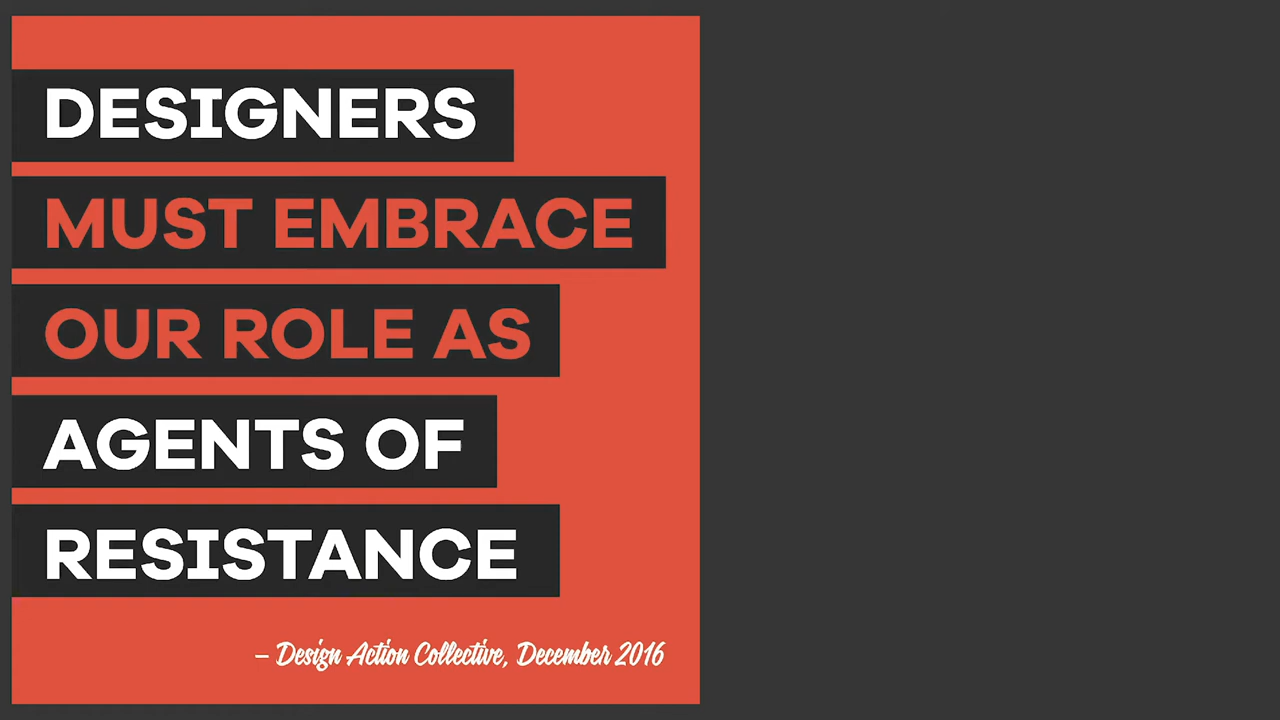 DESIGNERS
MUST EMBRACE
OUR ROLE AS
AGENTS OF
RESISTANCE
– Design Action Collective, December 2016